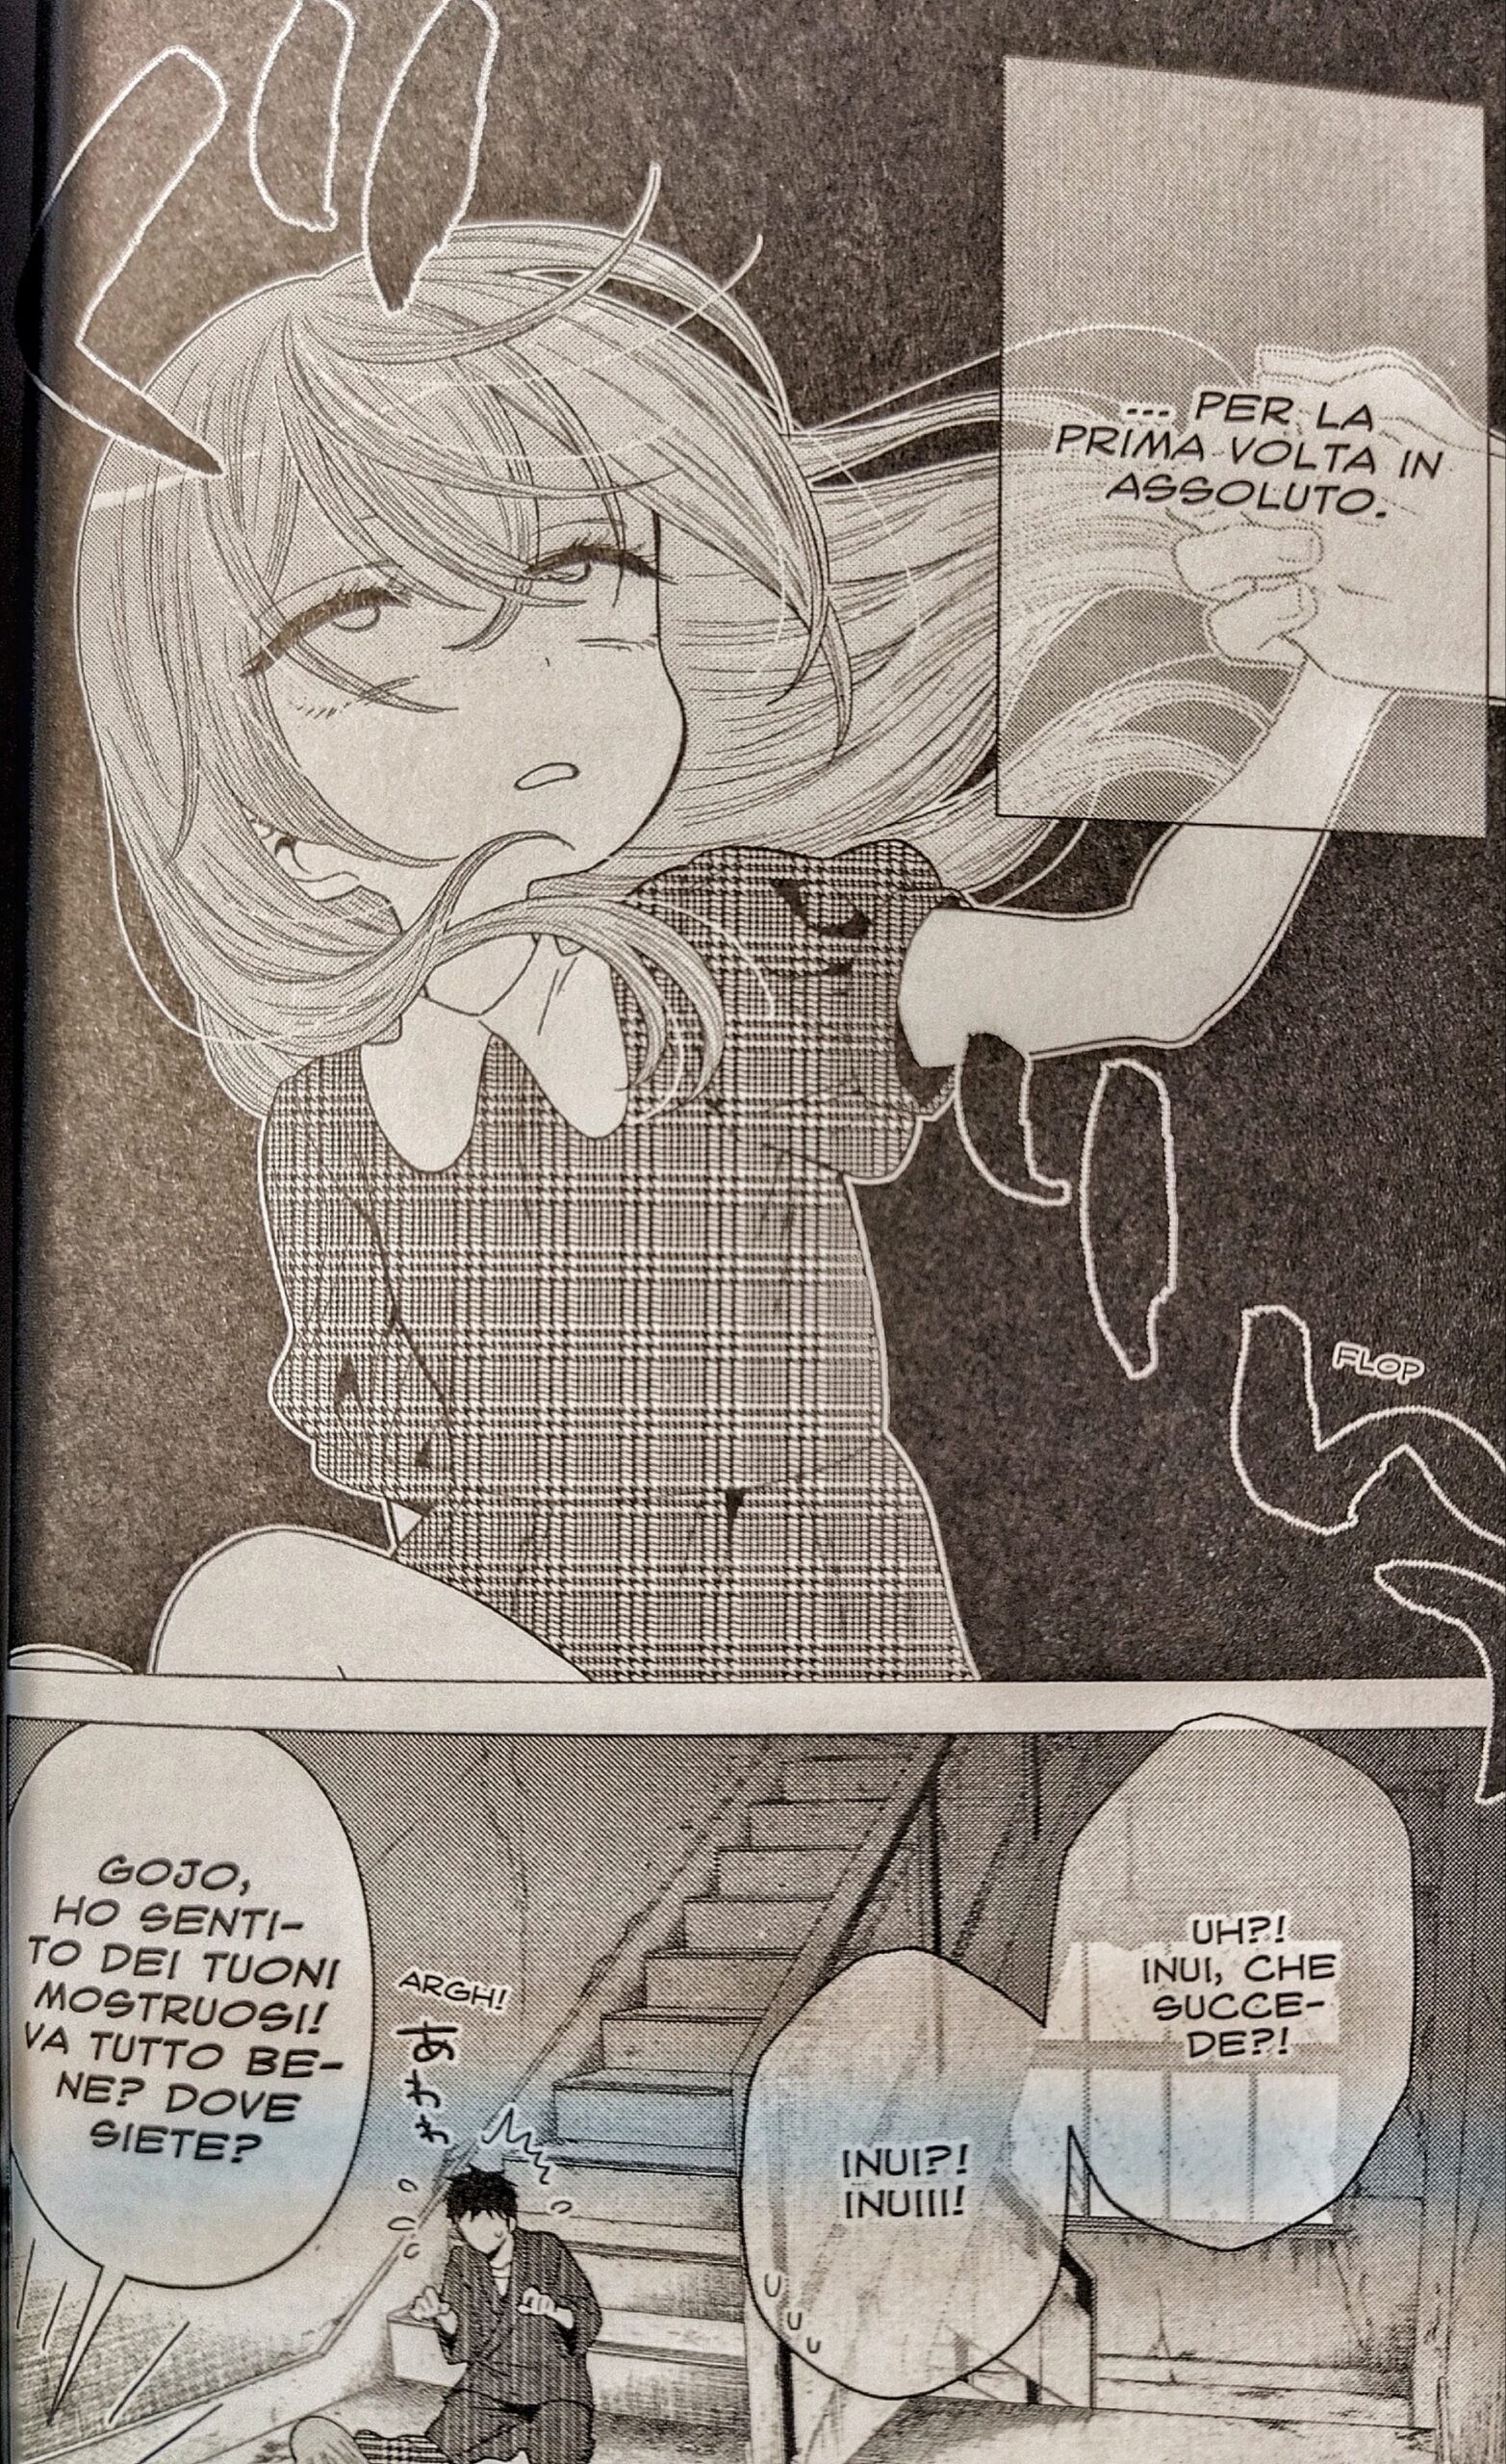 ... PER LA
PRIMA VOLTA IN
ASSOLUTO.
FLOP
UH?!
INUI, CHE
SUCCE-
DE?!
INUI?!
INUIII!
ARGH!
あわわ
GOJO,
HO SENTI-
TO DEI TUONI
MOSTRUOSI!
VA TUTTO BE-
NE? DOVE
SIETE?